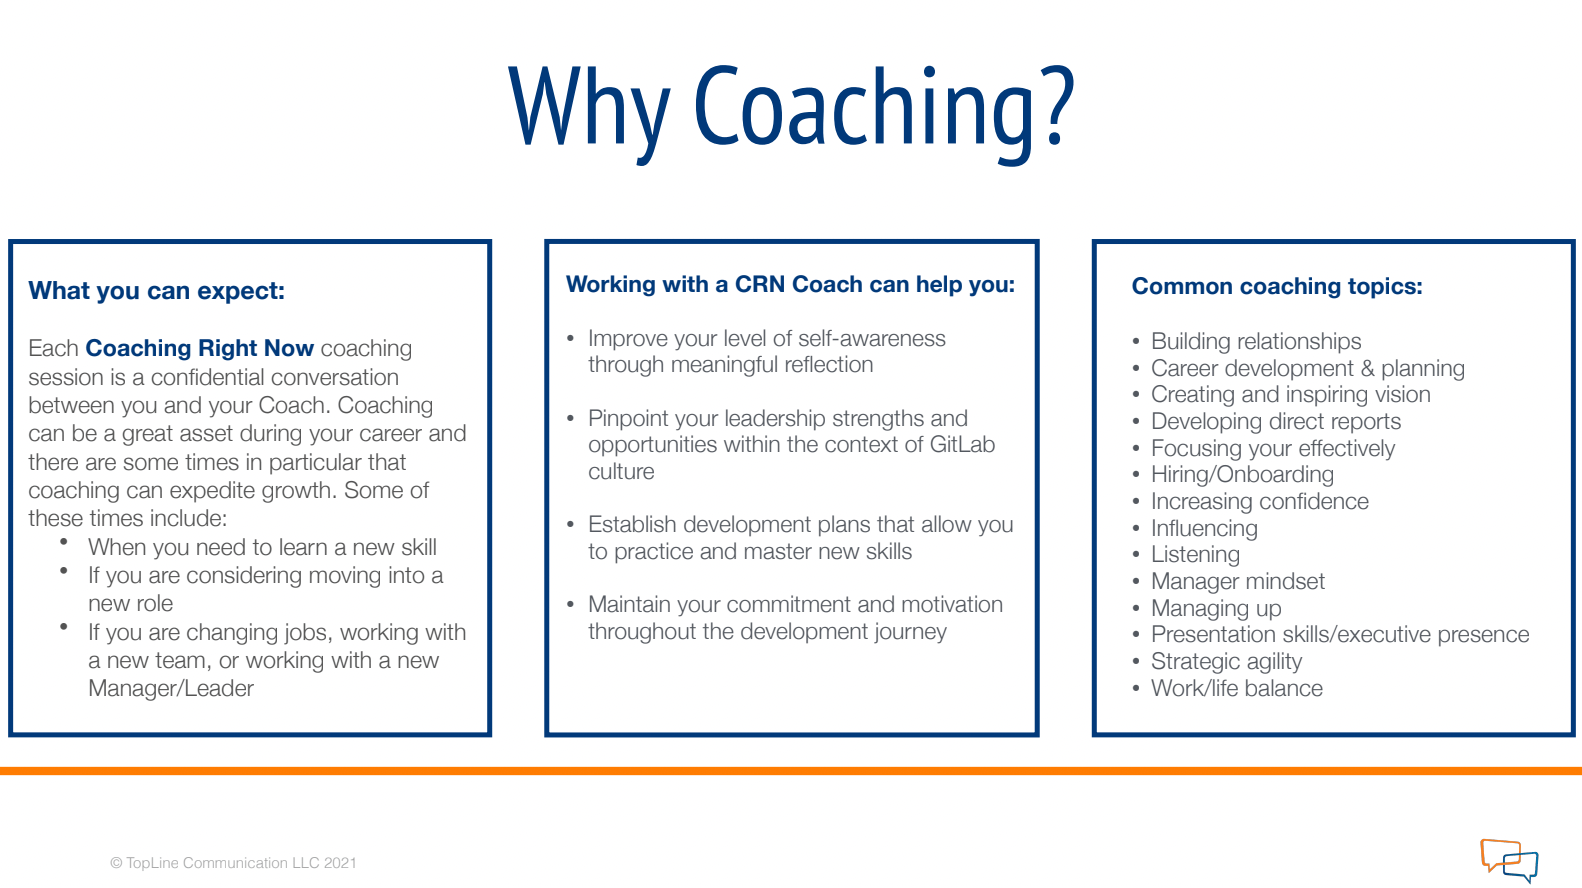 Why Coaching?
What you can expect:
Each Coaching Right Now coaching
session is a confidential conversation
between you and your Coach. Coaching
can be a great asset during your career and
there are some times in particular that
coaching can expedite growth. Some of
these times include:
• When you need to learn a new skill
• If you are considering moving into a
new role
• If you are changing jobs, working with
a new team, or working with a new
Manager/Leader
Working with a CRN Coach can help you:
• Improve your level of self-awareness
through meaningful reflection
• Pinpoint your leadership strengths and
opportunities within the context of GitLab
culture
• Establish development plans that allow you
to practice and master new skills
• Maintain your commitment and motivation
throughout the development journey
Common coaching topics:
• Building relationships
• Career development & planning
• Creating and inspiring vision
• Developing direct reports
• Focusing your effectively
• Hiring/Onboarding
• Increasing confidence
• Influencing
• Listening
• Manager mindset
• Managing up
• Presentation skills/executive presence
• Strategic agility
• Work/life balance
© TopLine Communication LLC 2021